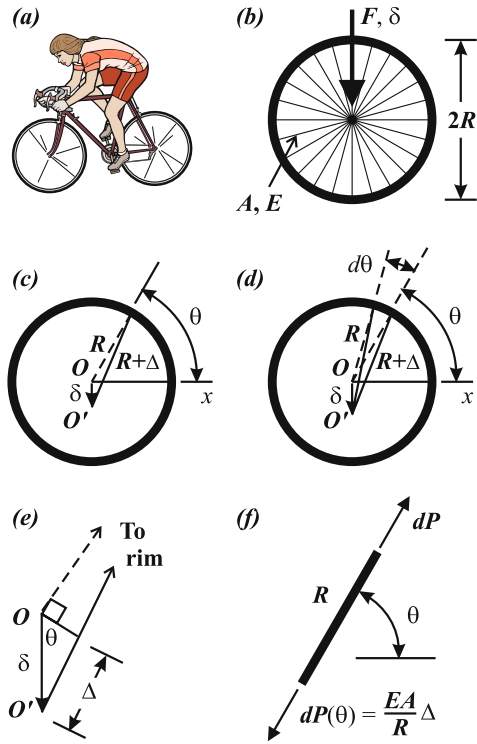 (a)
(b)
F, δ
2R
A, E
(c)
θ
R
O
R+Δ
δ
x
O'
(d)
dθ
θ
R
O
R+Δ
δ
x
O'
(e)
To
rim
O
θ
δ
Δ
O'
(f)
dP
R
θ
dP(θ) = EA/R Δ